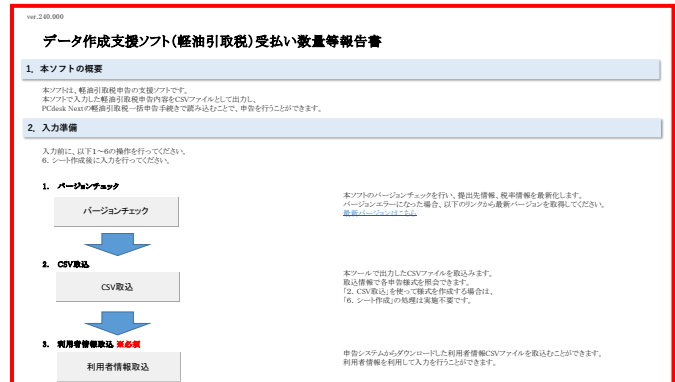 ver.240.000
データ作成支援ソフト(軽油引取税)受払い数量等報告書
1. 本ソフトの概要
本ソフトは、軽油引取税申告の支援ソフトです。
本ソフトで入力した軽油引取税申告内容をCSVファイルとして出力し、
PCdesk Nextの軽油引取税一括申告手続きで読み込むことで、申告を行うことができます。
2. 入力準備
入力前に、以下1~6の操作を行ってください。
6. シート作成後に入力を行ってください。
1. バージョンチェック
バージョンチェック
本ソフトのバージョンチェックを行い、提出先情報、税率情報を最新化します。
バージョンエラーになった場合、以下のリンクから最新バージョンを取得してください。
最新バージョンはこちら
2. CSV取込
CSV取込
本ツールで出力したCSVファイルを取込みます。
取込情報で各申告様式を照会できます。
「2. CSV取込」を使って様式を作成する場合は、
「6. シート作成」の処理は実施不要です。
3. 利用者情報取込 ※必須
利用者情報取込
申告システムからダウンロードした利用者情報CSVファイルを取込むことができます。
利用者情報を利用して入力を行うことができます。